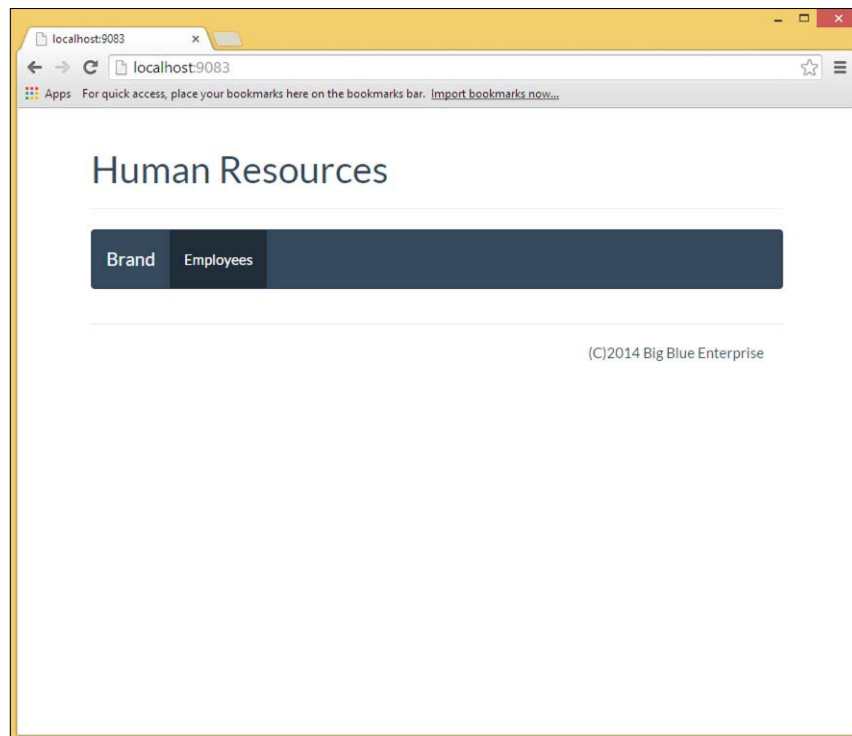 localhost:9083
localhost:9083
Apps For quick access, place your bookmarks here on the bookmarks bar. Import bookmarks now...
Human Resources
Brand Employees
(C)2014 Big Blue Enterprise